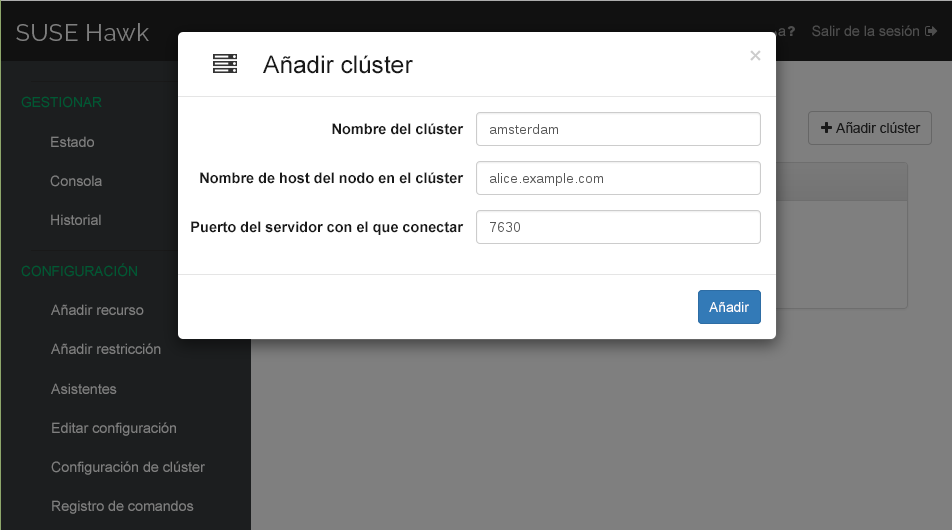 SUSE Hawk
a?
Salir de la sesión
Añadir clúster
×
GESTIONAR
Estado
Consola
Historial
CONFIGURACIÓN
Añadir recurso
Añadir restricción
Asistentes
Editar configuración
Configuración de clúster
Registro de comandos
Nombre del clúster
amsterdam
Nombre de host del nodo en el clúster
alice.example.com
Puerto del servidor con el que conectar
7630
Añadir
Añadir clúster